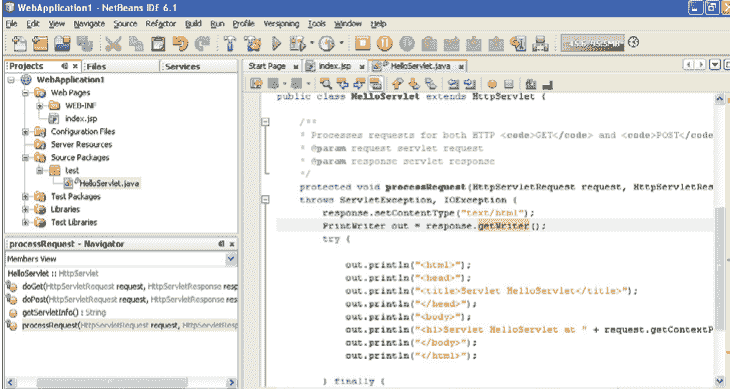 WebApplication1 - NetBeans IDE 6.1
File Edit View Navigate Source Refactor Build Run Profile Versioning Tools Window Help
Projects Files Services
WebApplication1
Web Pages
WEB-INF
index.jsp
Configuration Files
Server Resources
Source Packages
test
HelloServlet.java
Test Packages
Libraries
Test Libraries
processRequest - Navigator
Members View
HelloServlet :: HttpServlet
doGet(HttpServletRequest request, HttpServletResponse res
doPost(HttpServletRequest request, HttpServletResponse re
getServletInfo() : String
processRequest(HttpServletRequest request, HttpServletResp
Start Page index.jsp HelloServlet.java
public class HelloServlet extends HttpServlet {
/**
* Processes requests for both HTTP <code>GET</code> and <code>POST</code>
* @param request servlet request
* @param response servlet response
*/
protected void processRequest(HttpServletRequest request, HttpServletRes
throws ServletException, IOException {
response.setContentType("text/html");
PrintWriter out = response.getWriter();
try {
out.println("<html>");
out.println("<head>");
out.println("<title>Servlet HelloServlet</title>");
out.println("</head>");
out.println("<body>");
out.println("<h1>Servlet HelloServlet at " + request.getContextP
out.println("</body>");
out.println("</html>");
} finally {